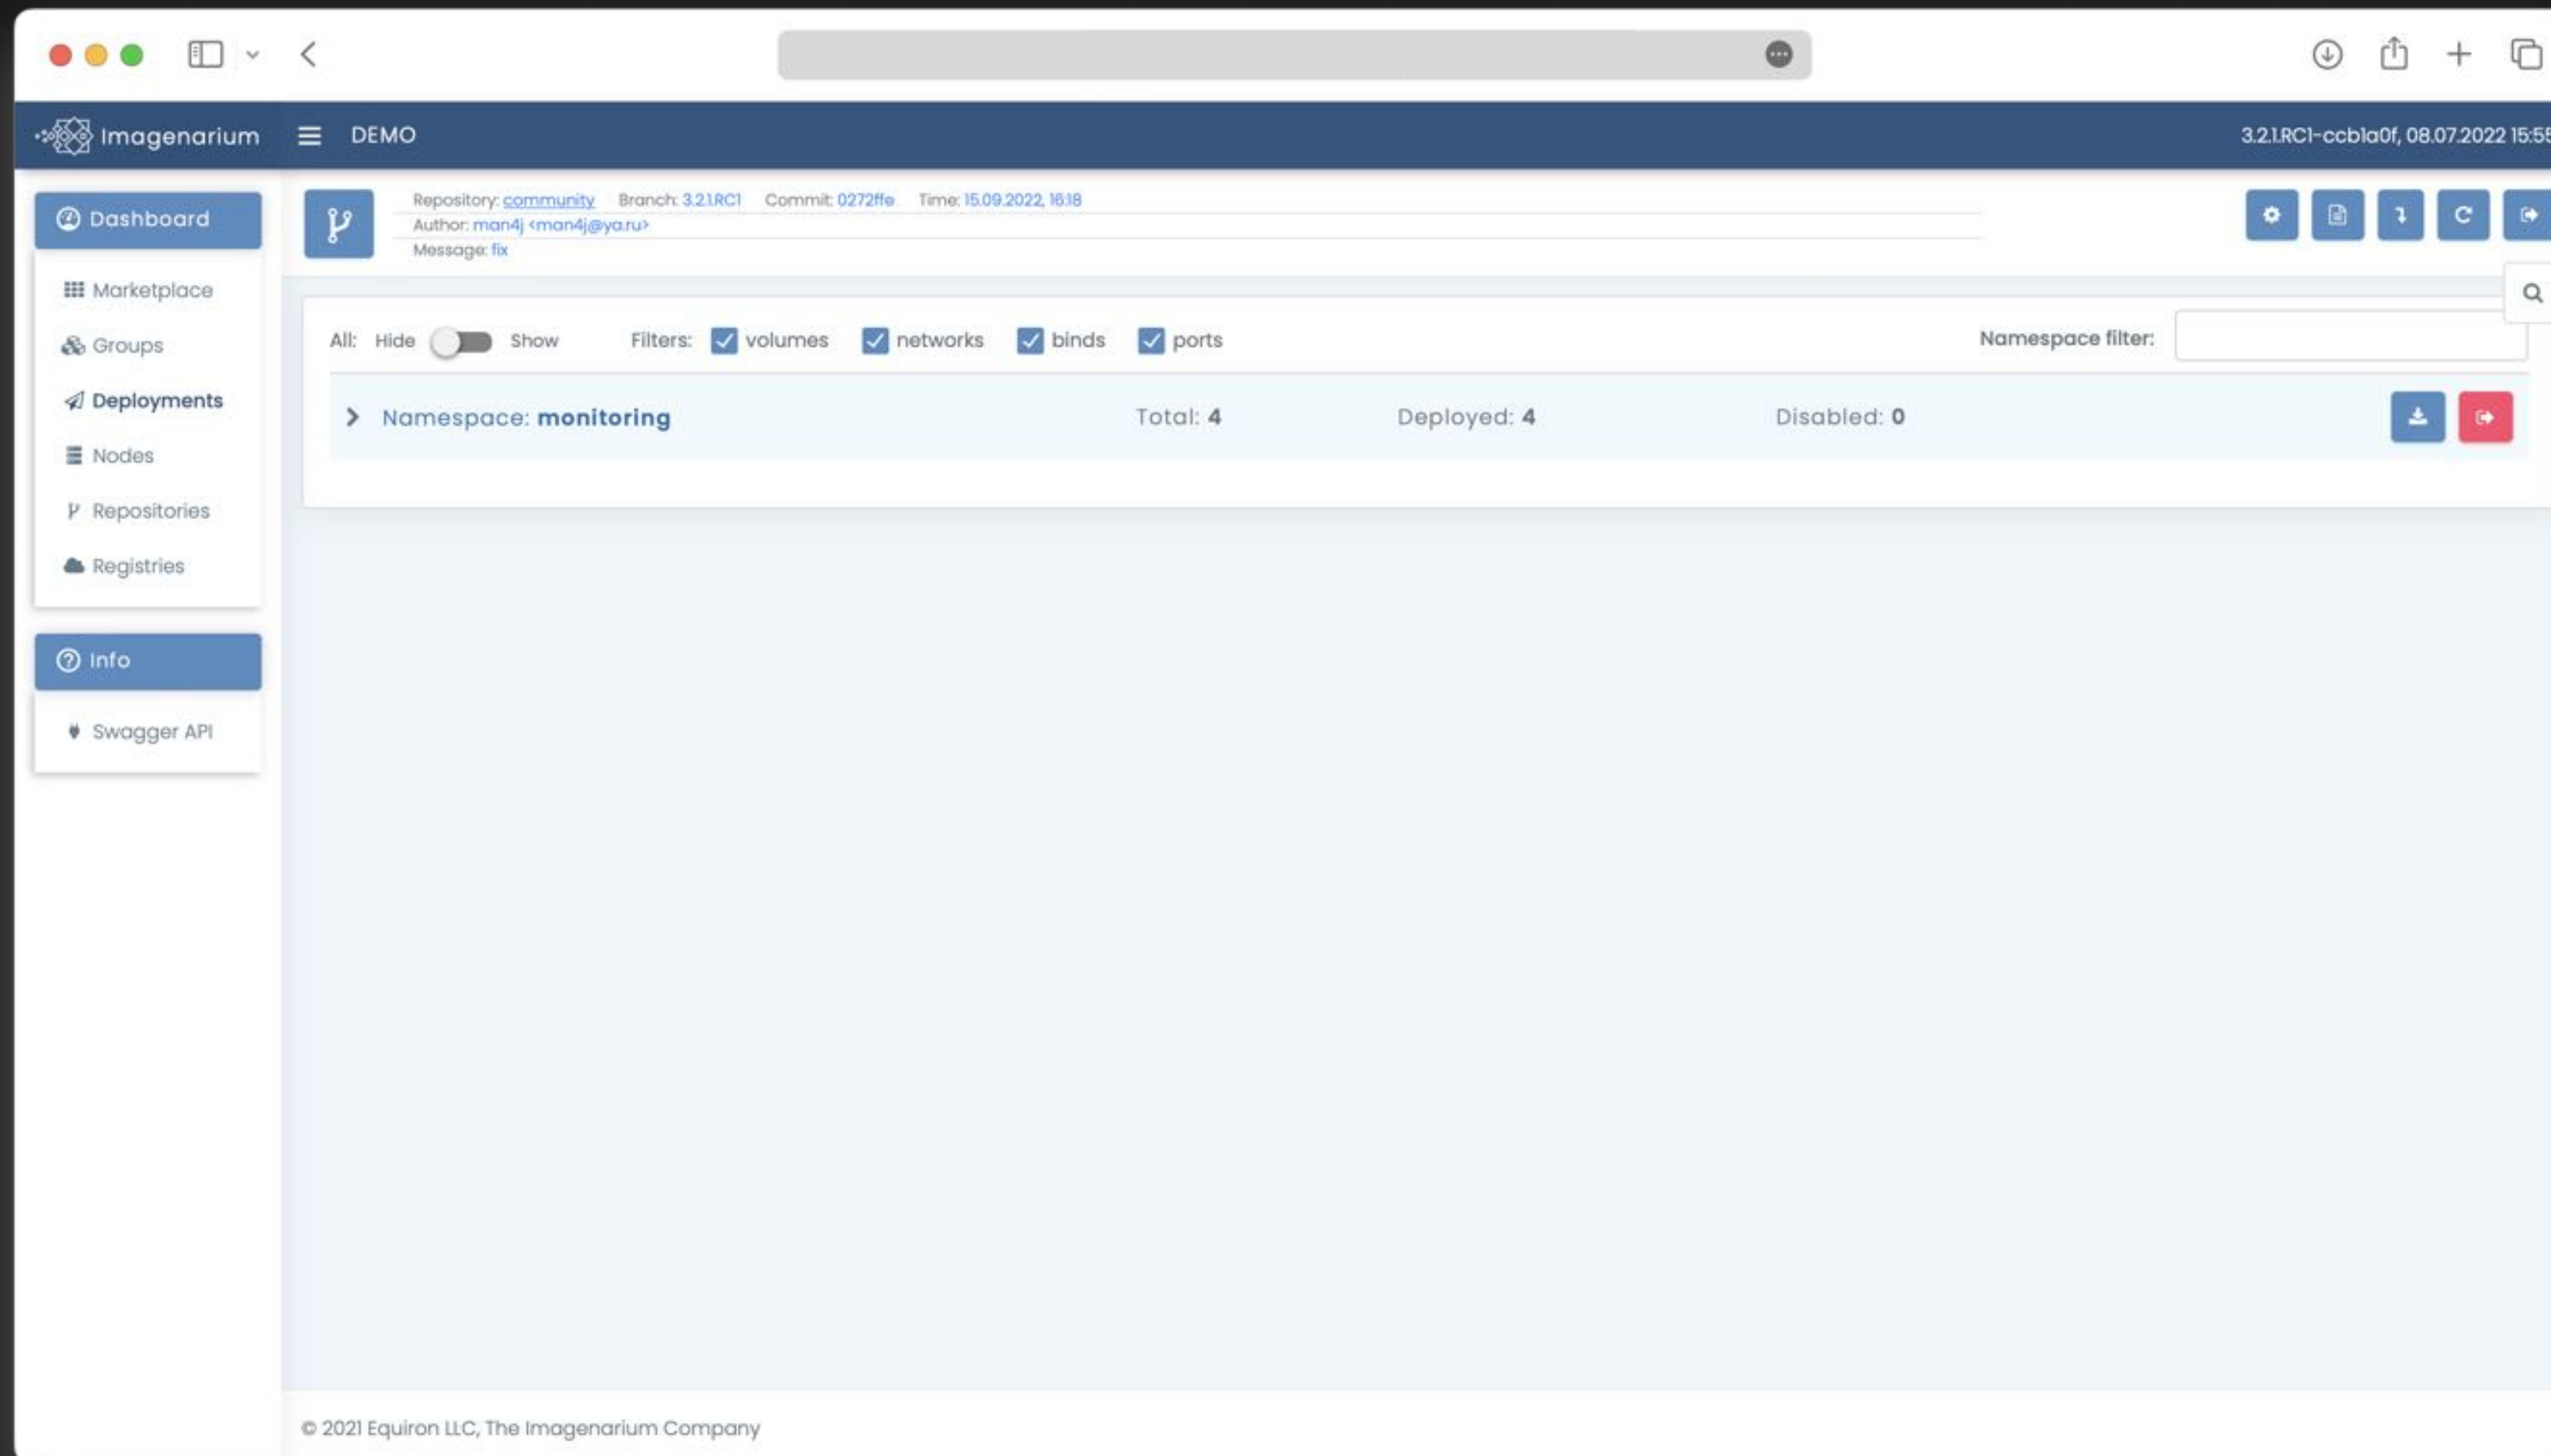 Imagenarium DEMO 3.2.1.RC1-ccb1a0f, 08.07.2022 15:55
Dashboard
Marketplace
Groups
Deployments
Nodes
Repositories
Registries
Info
Swagger API
Repository: community Branch: 3.2.1.RC1 Commit: 0272ffe Time: 15.09.2022, 16:18
Author: man4j <man4j@ya.ru>
Message: fix
All: Hide Show Filters: volumes networks binds ports Namespace filter:
Namespace: monitoring Total: 4 Deployed: 4 Disabled: 0
© 2021 Equiron LLC, The Imagenarium Company